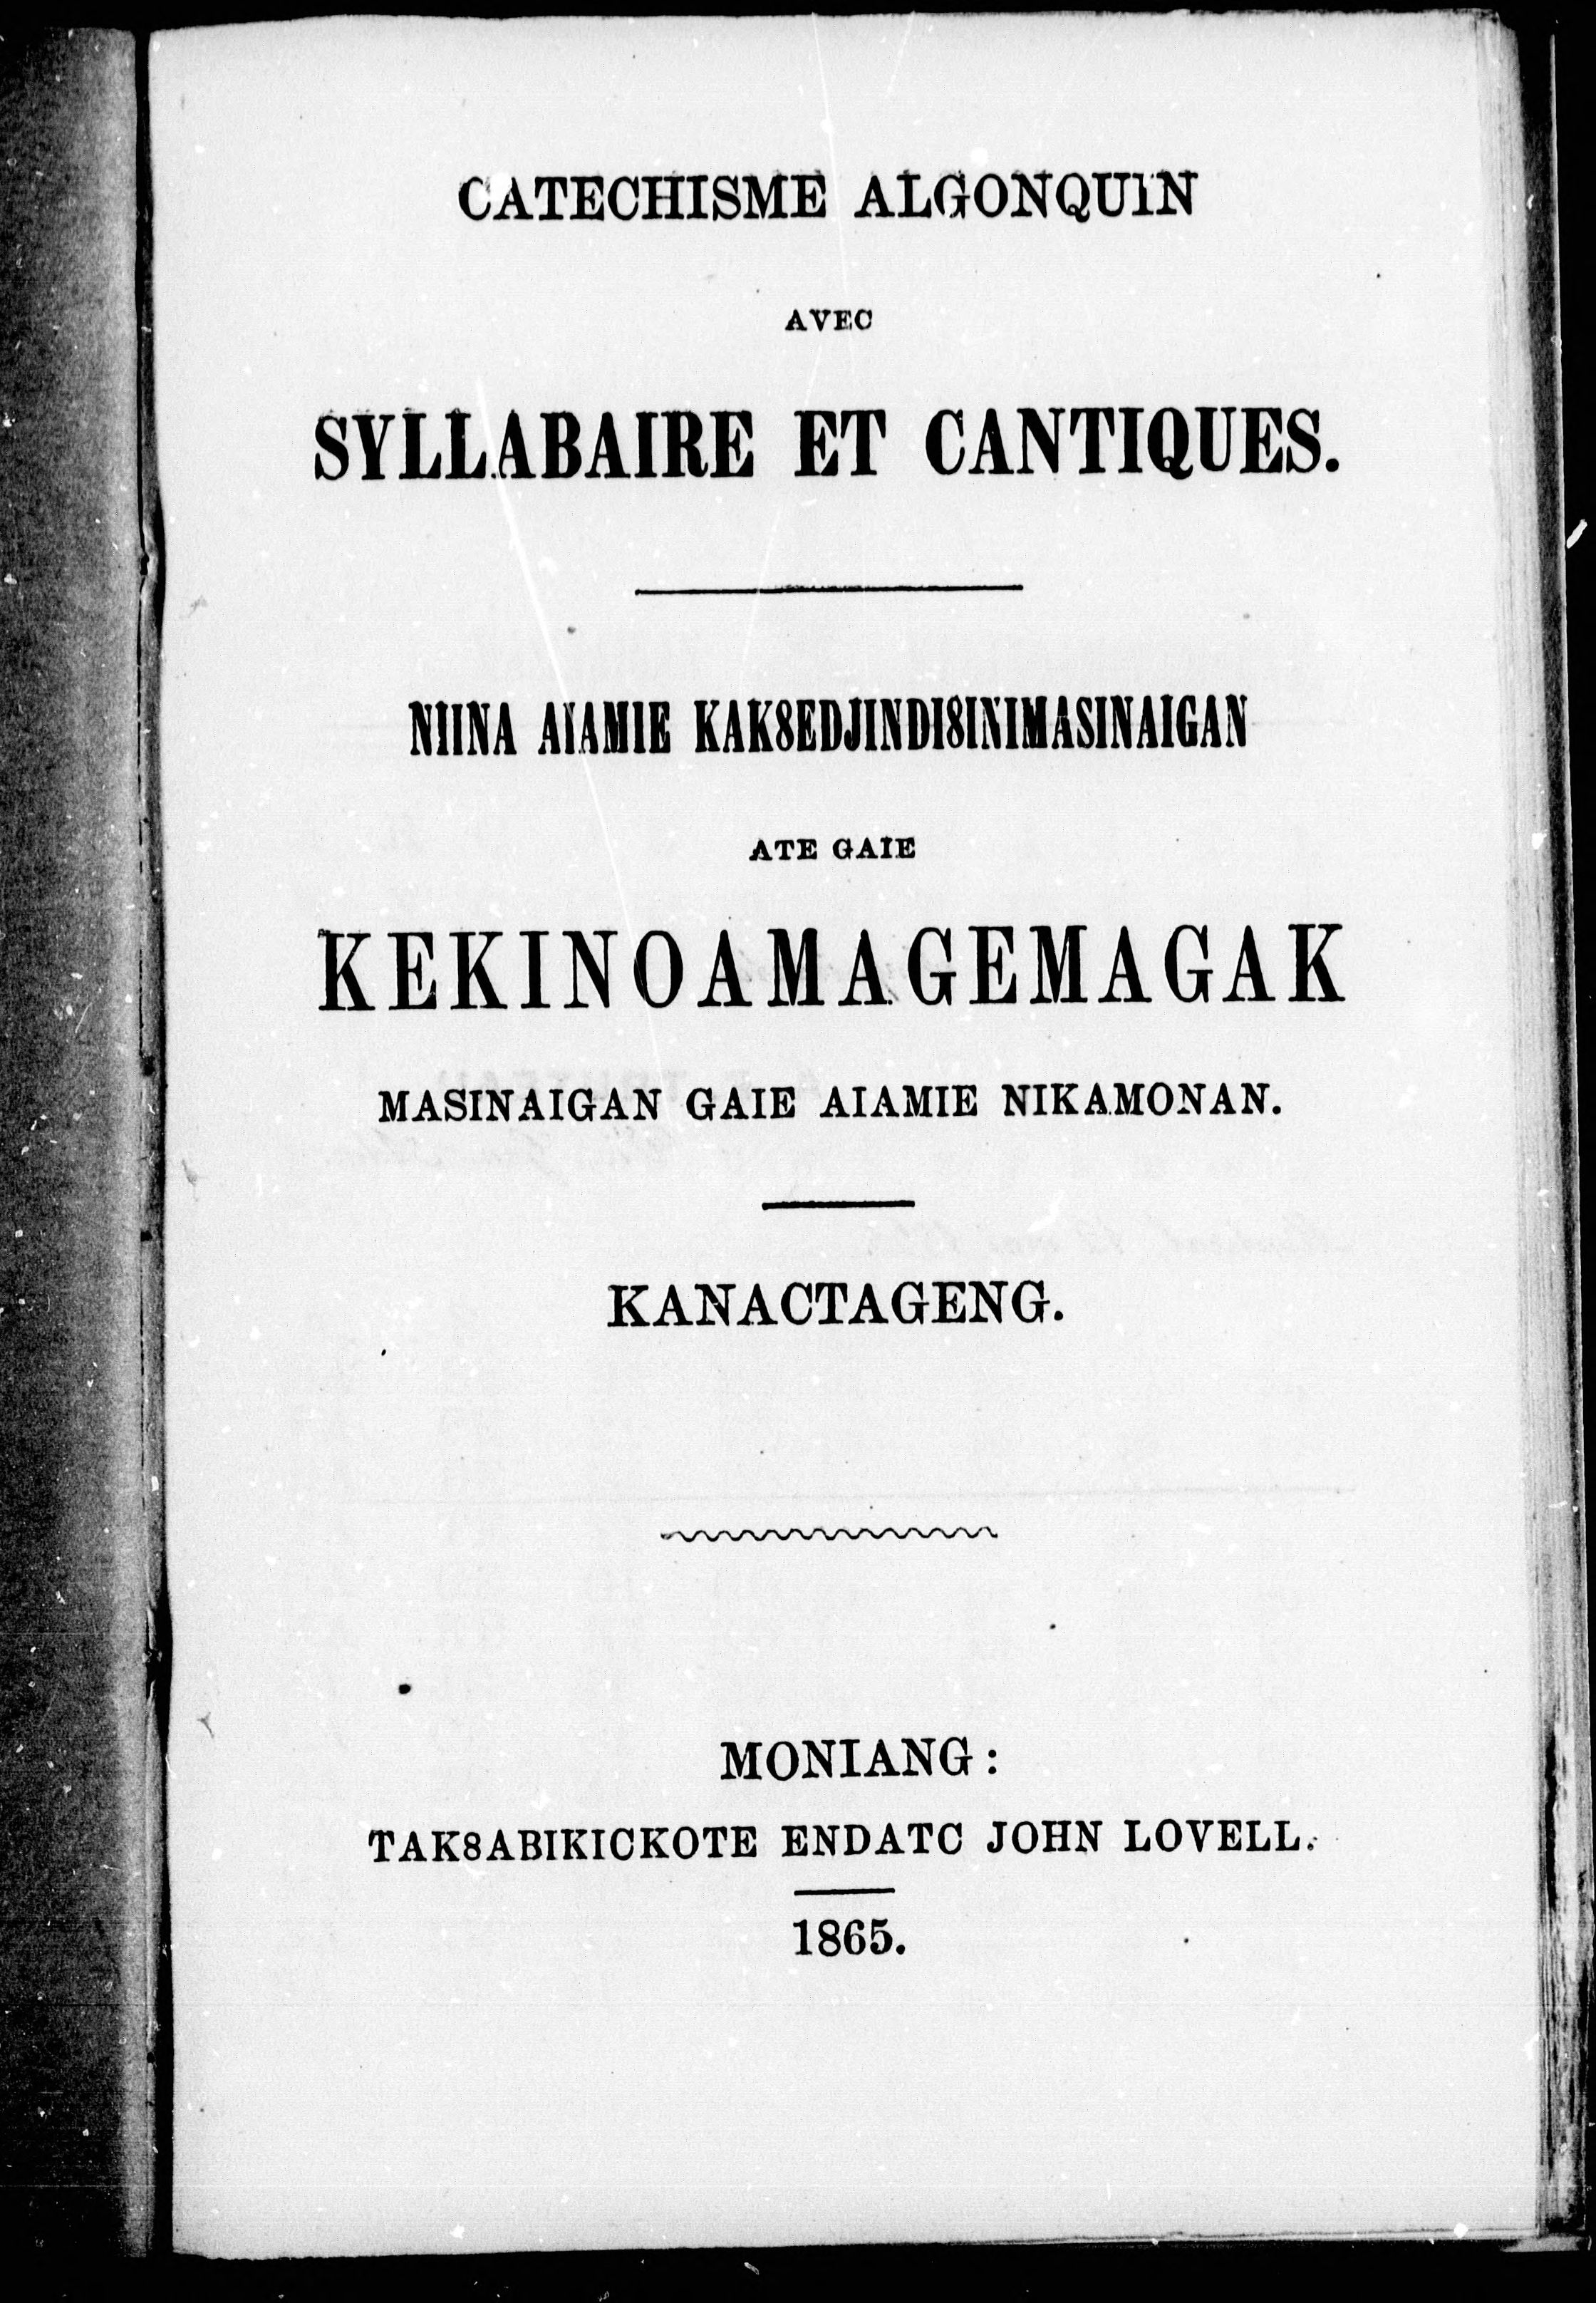 CATECHISME ALGONQUIN
AVEC
SYLLABAIRE ET CANTIQUES.
NIINA AIAMIE KAK8EDJINDI8INIMASINAIGAN
ATE GAIE
KEKINOAMAGEMAGAK
MASINAIGAN GAIE AIAMIE NIKAMONAN.
KANACTAGENG.
MONIANG:
TAK8ABIKICKOTE ENDATC JOHN LOVELL.
1865.